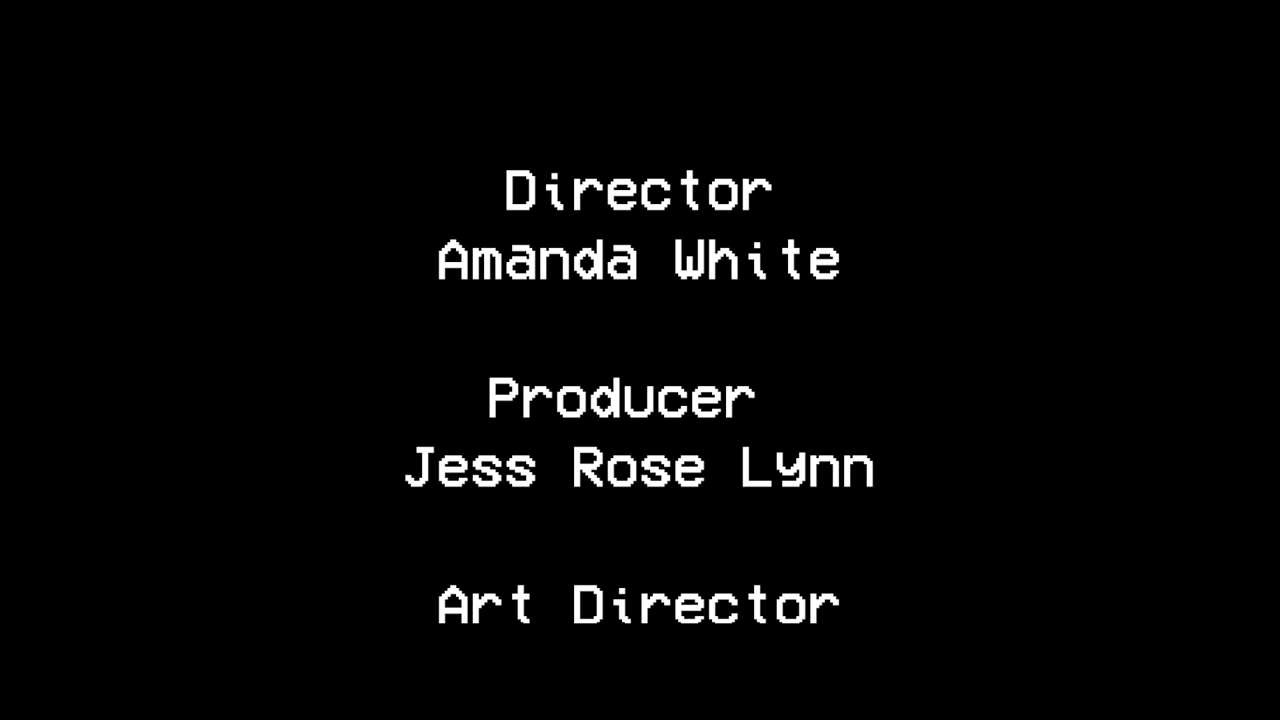 Director
Amanda White
Producer
Jess Rose Lynn
Art Director